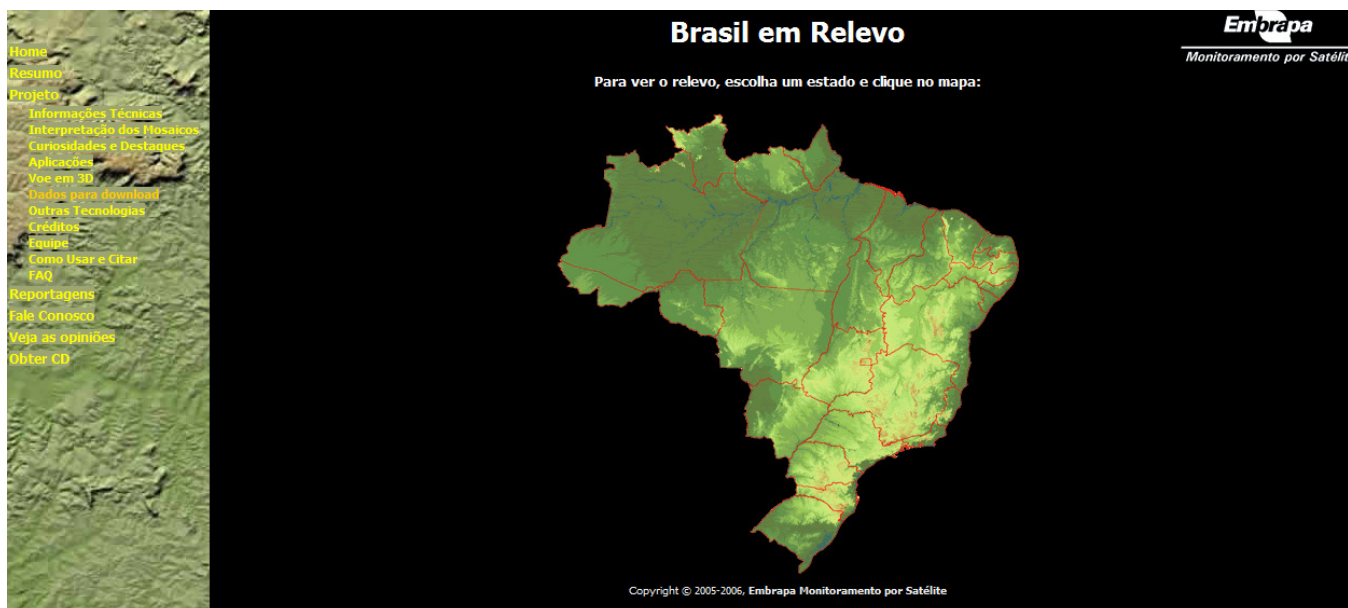 Home
Resumo
Projeto
Informações Técnicas
Interpretação dos Mosaicos
Curiosidades e Destaques
Aplicações
Voe em 3D
Dados para download
Outras Tecnologias
Créditos
Equipe
Como Usar e Citar
FAQ
Reportagens
Fale Conosco
Veja as opiniões
Obter CD
Brasil em Relevo
Para ver o relevo, escolha um estado e clique no mapa:
Embrapa
Monitoramento por Satélit
Copyright © 2005-2006, Embrapa Monitoramento por Satélite